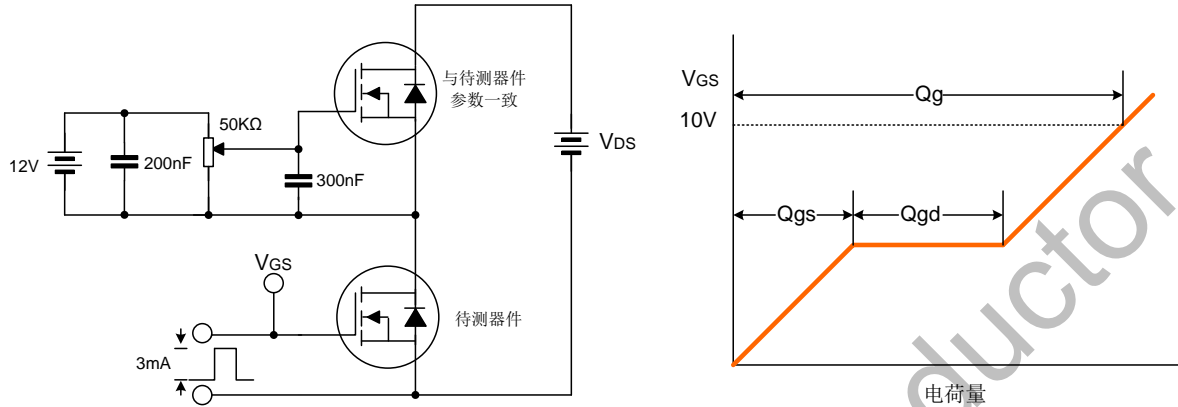 与待测器件
参数一致
50KΩ
12V
200nF
300nF
VDS
VGS
待测器件
3mA
VGS
10V
Qg
Qgs
Qgd
电荷量
ductor